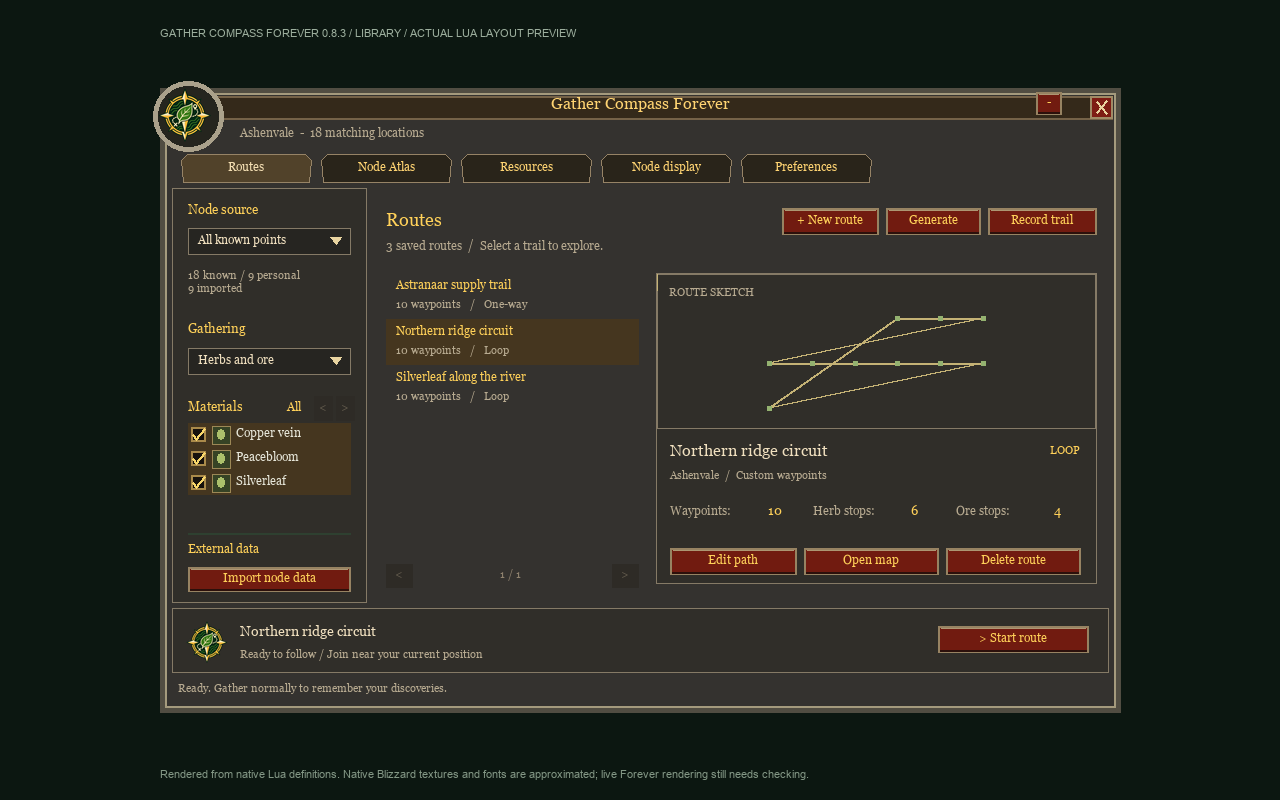 GATHER COMPASS FOREVER 0.8.3 / LIBRARY / ACTUAL LUA LAYOUT PREVIEW
Gather Compass Forever
-
X
Ashenvale - 18 matching locations
Routes
Node Atlas
Resources
Node display
Preferences
Node source
All known points
18 known / 9 personal
9 imported
Gathering
Herbs and ore
Materials All < >
Copper vein
Peacebloom
Silverleaf
External data
Import node data
Routes
3 saved routes / Select a trail to explore.
+ New route
Generate
Record trail
Astranaar supply trail
10 waypoints / One-way
Northern ridge circuit
10 waypoints / Loop
Silverleaf along the river
10 waypoints / Loop
< 1 / 1 >
ROUTE SKETCH
Northern ridge circuit LOOP
Ashenvale / Custom waypoints
Waypoints: 10 Herb stops: 6 Ore stops: 4
Edit path
Open map
Delete route
Northern ridge circuit
Ready to follow / Join near your current position
> Start route
Ready. Gather normally to remember your discoveries.
Rendered from native Lua definitions. Native Blizzard textures and fonts are approximated; live Forever rendering still needs checking.